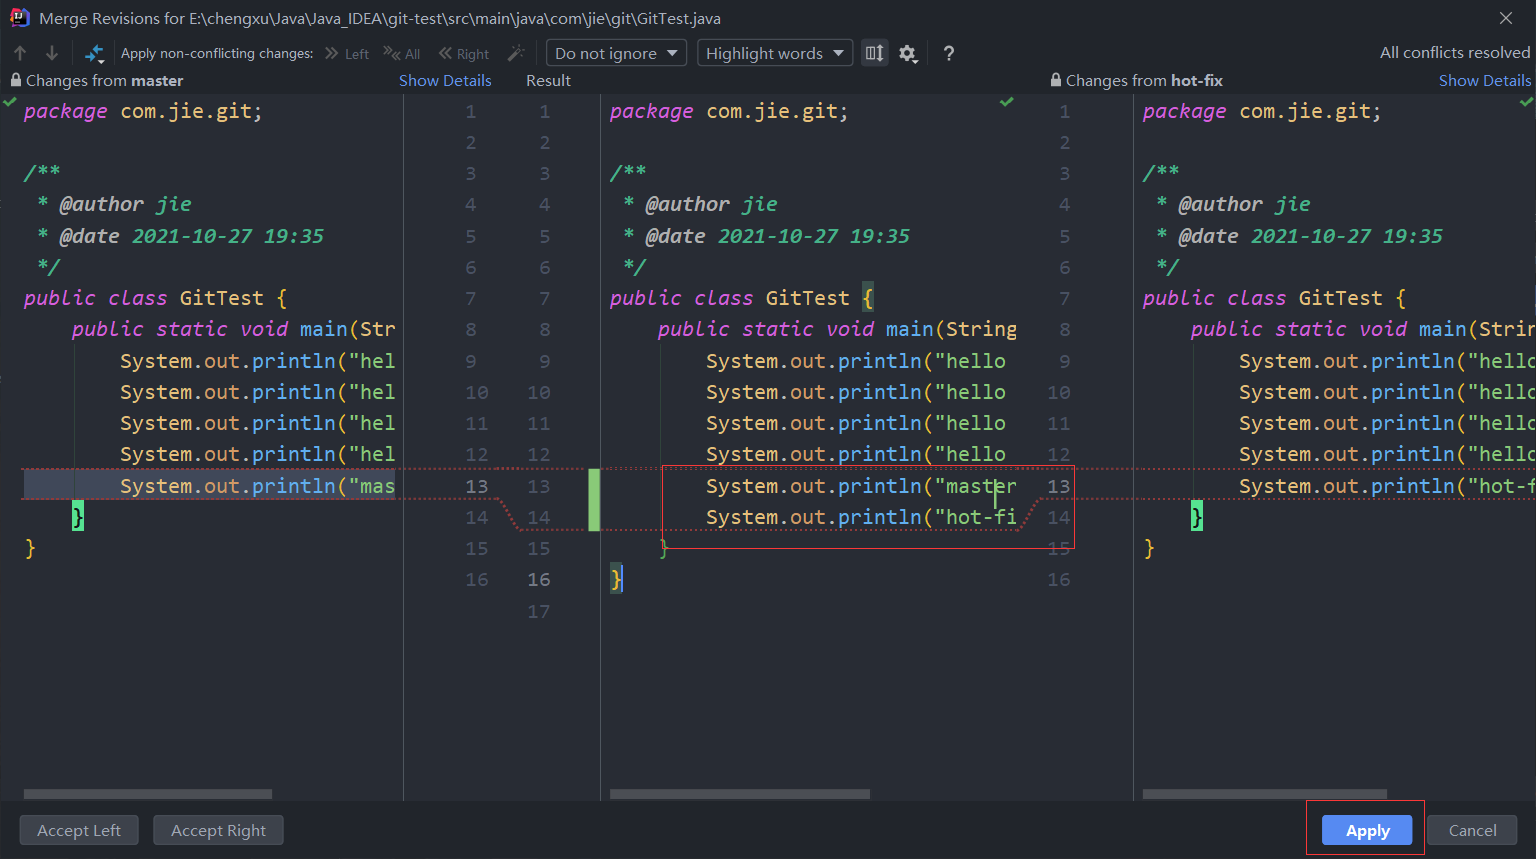 Merge Revisions for E:\chengxu\Java\Java_IDEA\git-test\src\main\java\com\jie\git\GitTest.java
Apply non-conflicting changes: Left All Right Do not ignore Highlight words ? All conflicts resolved
Changes from master Show Details Result Changes from hot-fix Show Details
package com.jie.git;
/**
* @author jie
* @date 2021-10-27 19:35
*/
public class GitTest {
public static void main(Str
System.out.println("hel
System.out.println("hel
System.out.println("hel
System.out.println("hel
System.out.println("mas
}
}
1
2
3
4
5
6
7
8
9
10
11
12
13
14
15
16
1
2
3
4
5
6
7
8
9
10
11
12
13
14
15
16
17
package com.jie.git;
/**
* @author jie
* @date 2021-10-27 19:35
*/
public class GitTest {
public static void main(String
System.out.println("hello
System.out.println("hello
System.out.println("hello
System.out.println("hello
System.out.println("master
System.out.println("hot-fi
}
}
1
2
3
4
5
6
7
8
9
10
11
12
13
14
15
16
package com.jie.git;
/**
* @author jie
* @date 2021-10-27 19:35
*/
public class GitTest {
public static void main(Strin
System.out.println("hello
System.out.println("hello
System.out.println("hello
System.out.println("hello
System.out.println("hot-f
}
}
Accept Left Accept Right Apply Cancel